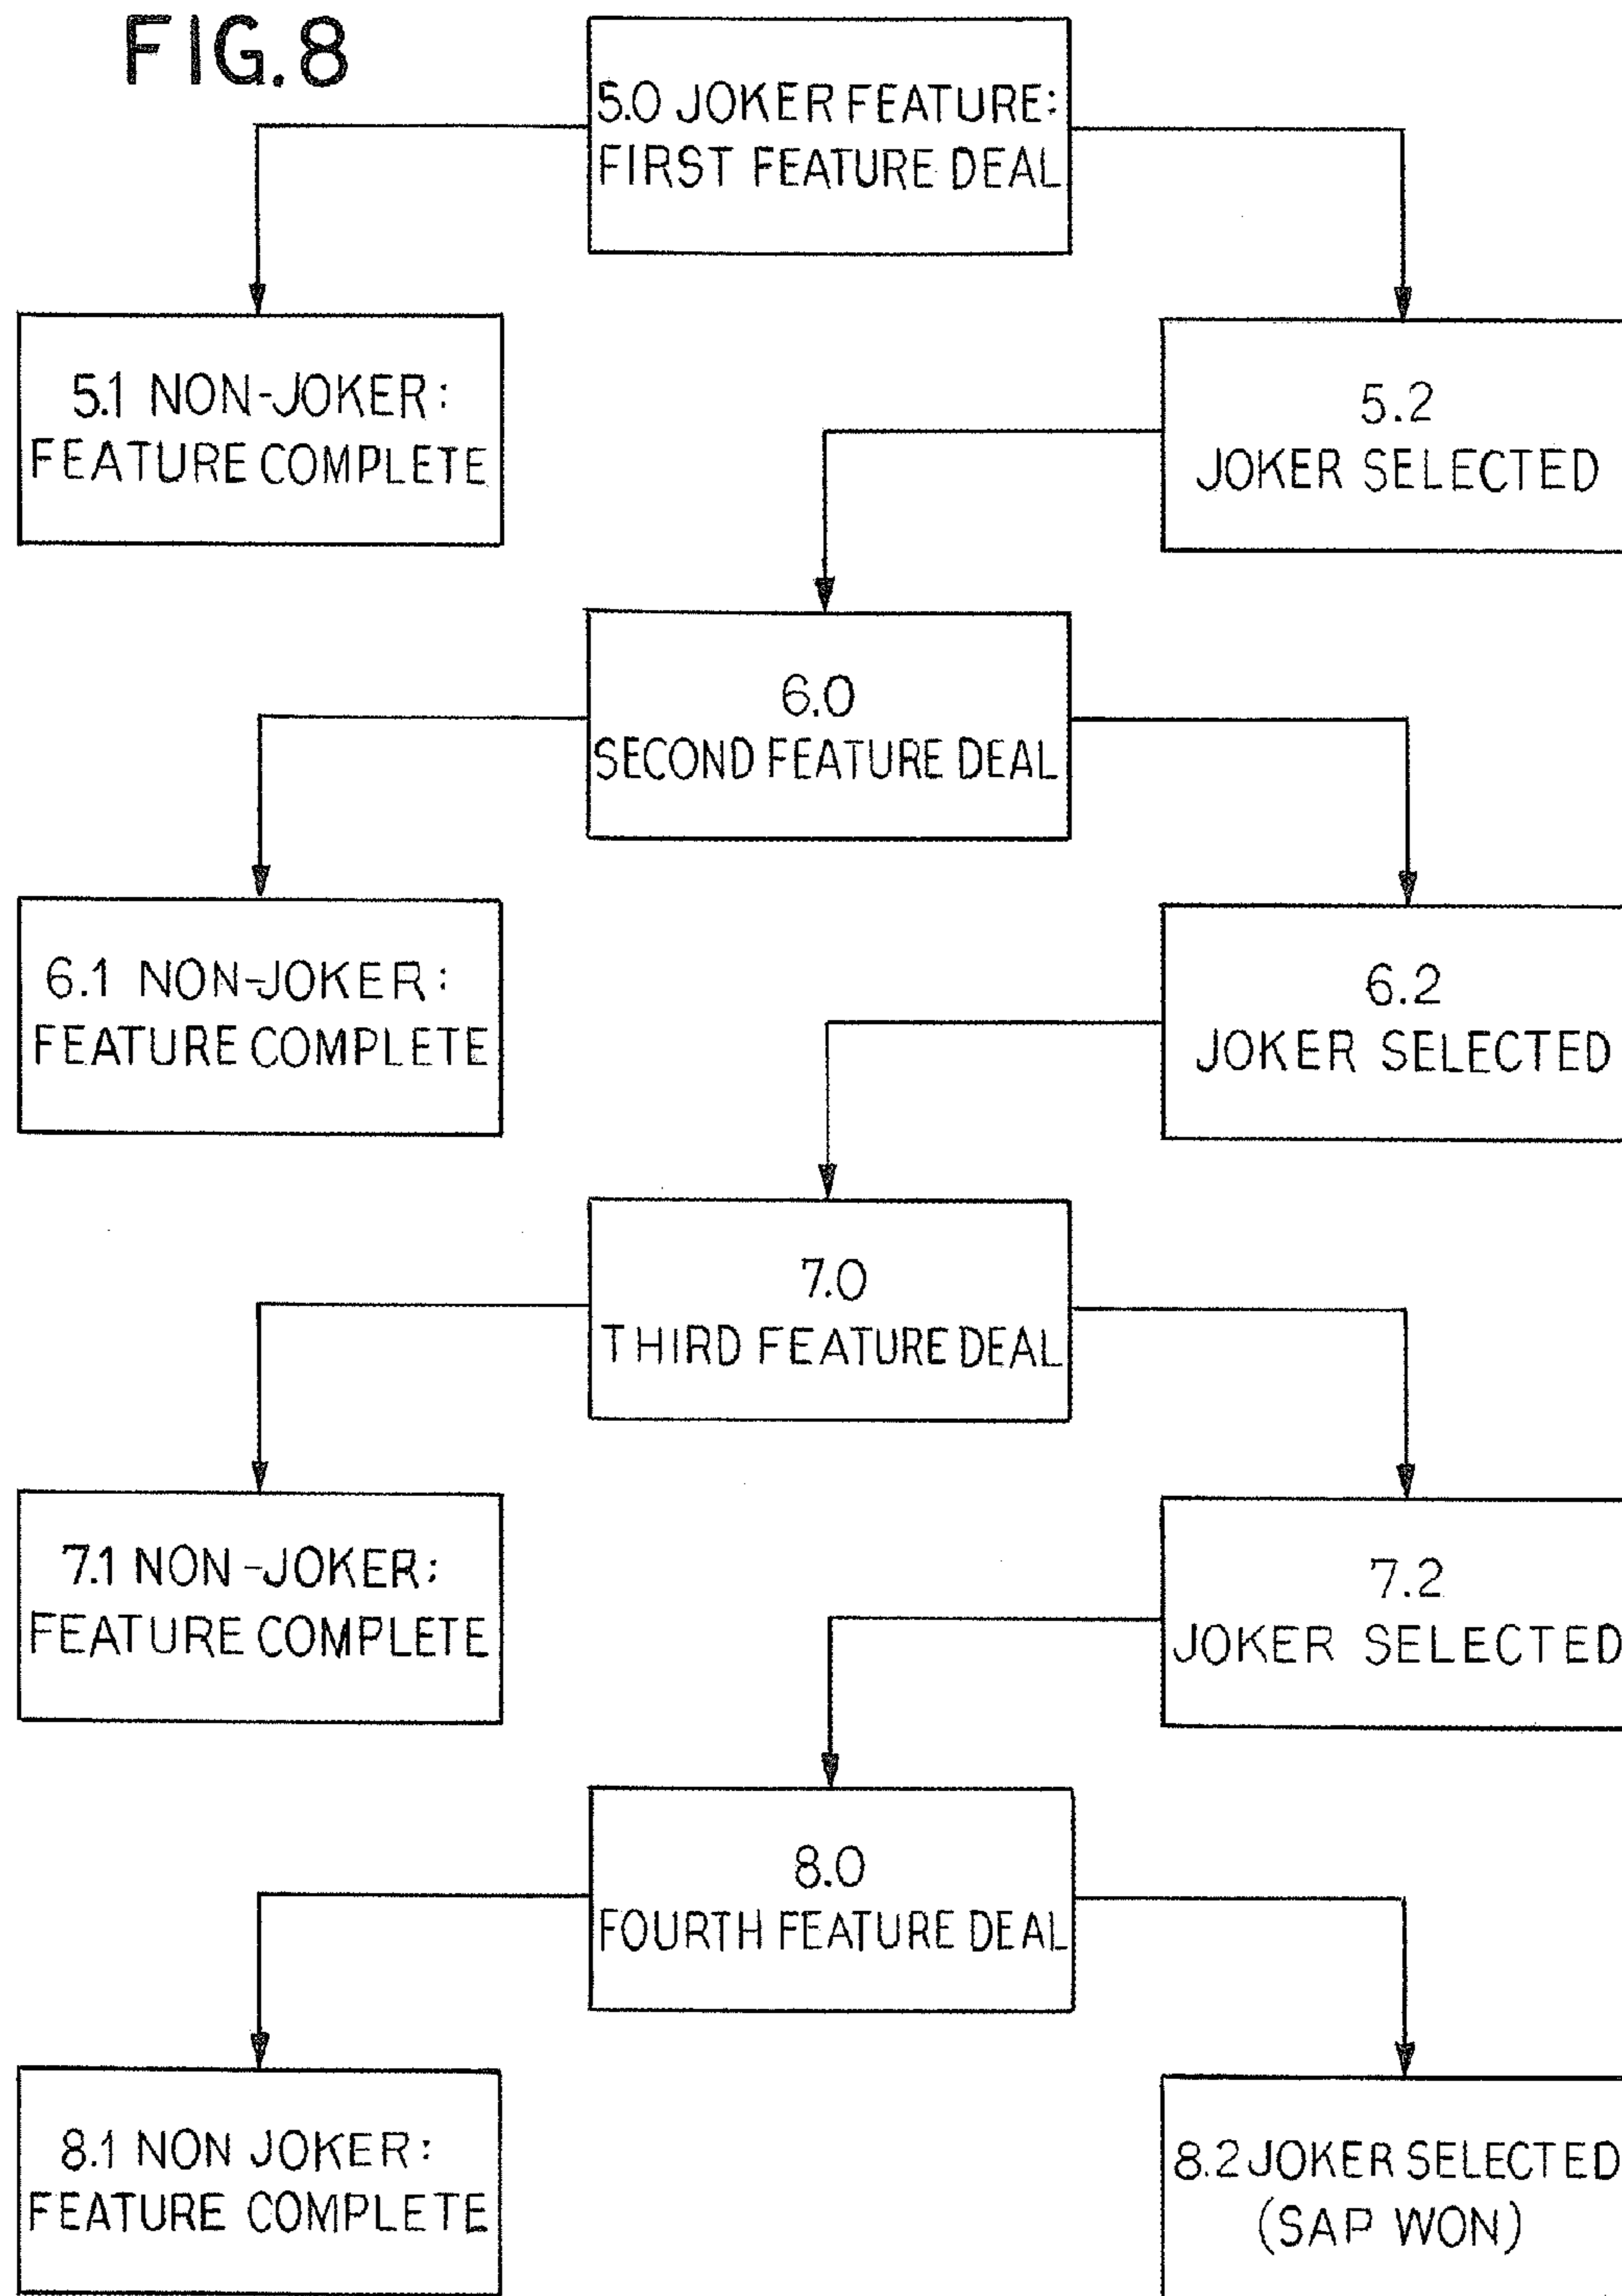 FIG.8
5.0 JOKER FEATURE:
FIRST FEATURE DEAL
5.1 NON-JOKER:
FEATURE COMPLETE
5.2
JOKER SELECTED
6.0
SECOND FEATURE DEAL
6.1 NON-JOKER:
FEATURE COMPLETE
6.2
JOKER SELECTED
7.0
THIRD FEATURE DEAL
7.1 NON-JOKER:
FEATURE COMPLETE
7.2
JOKER SELECTED
8.0
FOURTH FEATURE DEAL
8.1 NON JOKER:
FEATURE COMPLETE
8.2 JOKER SELECTED
(SAP WON)